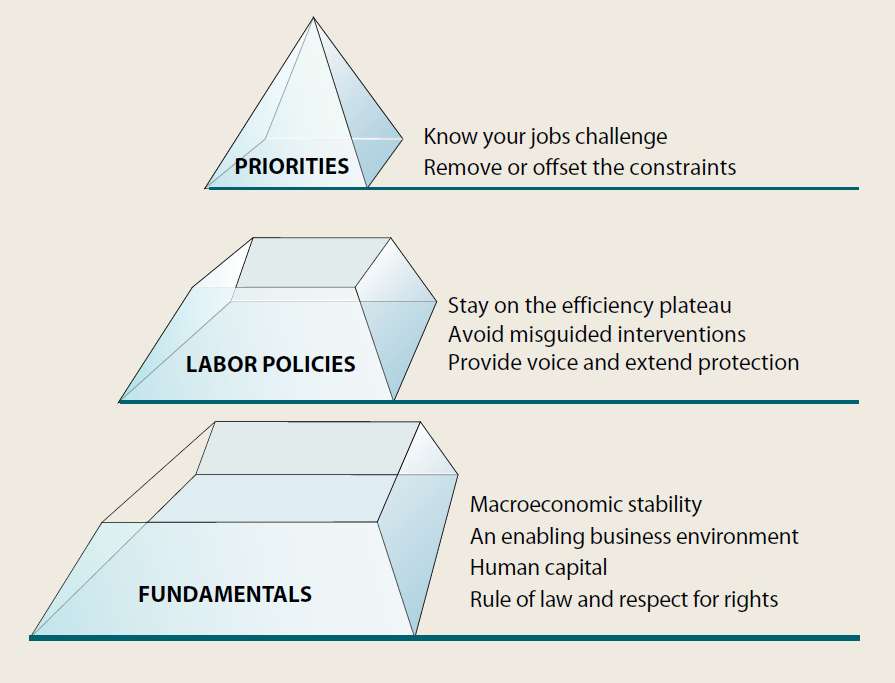 PRIORITIES
Know your jobs challenge
Remove or offset the constraints
LABOR POLICIES
Stay on the efficiency plateau
Avoid misguided interventions
Provide voice and extend protection
FUNDAMENTALS
Macroeconomic stability
An enabling business environment
Human capital
Rule of law and respect for rights